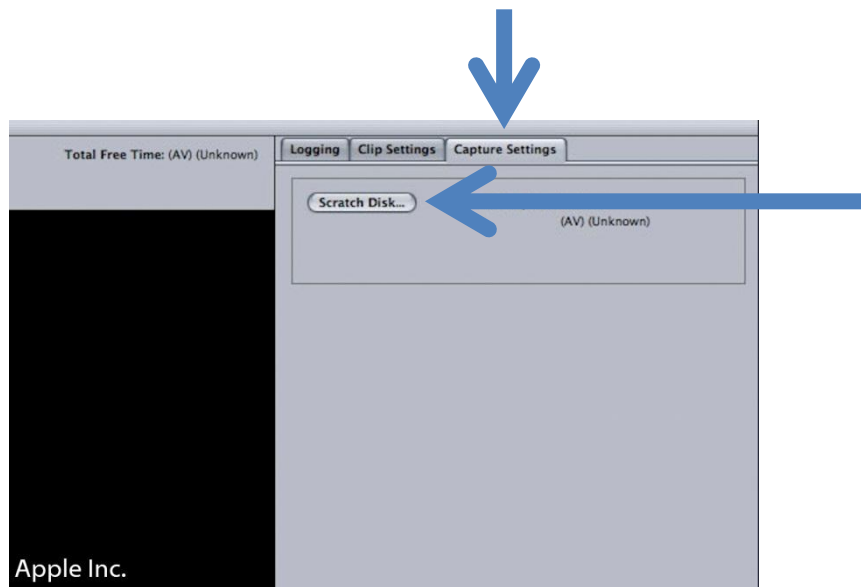 Total Free Time: (AV) (Unknown)
Logging Clip Settings Capture Settings
Scratch Disk...
(AV) (Unknown)
Apple Inc.